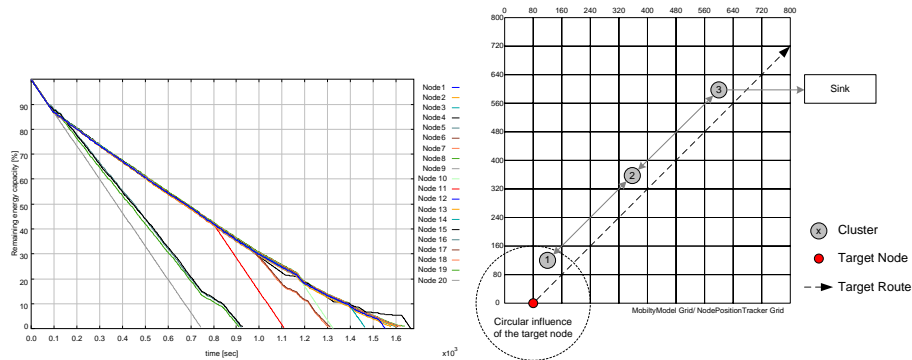 90
80
70
60
50
40
30
20
10
0
Remaining energy capacity [%]
0.0 0.1 0.2 0.3 0.4 0.5 0.6 0.7 0.8 0.9 1.0 1.1 1.2 1.3 1.4 1.5 1.6
time [sec]
x10³
Node1
Node2
Node3
Node4
Node5
Node6
Node7
Node8
Node9
Node 10
Node 11
Node 12
Node 13
Node 14
Node 15
Node 16
Node 17
Node 18
Node 19
Node 20
0 80 160 240 320 400 480 560 640 720 800
800
720
640
560
480
400
320
240
160
80
0
3
2
1
Sink
MobiltyModel Grid/ NodePositionTracker Grid
Circular influence
of the target node
x Cluster
Target Node
Target Route